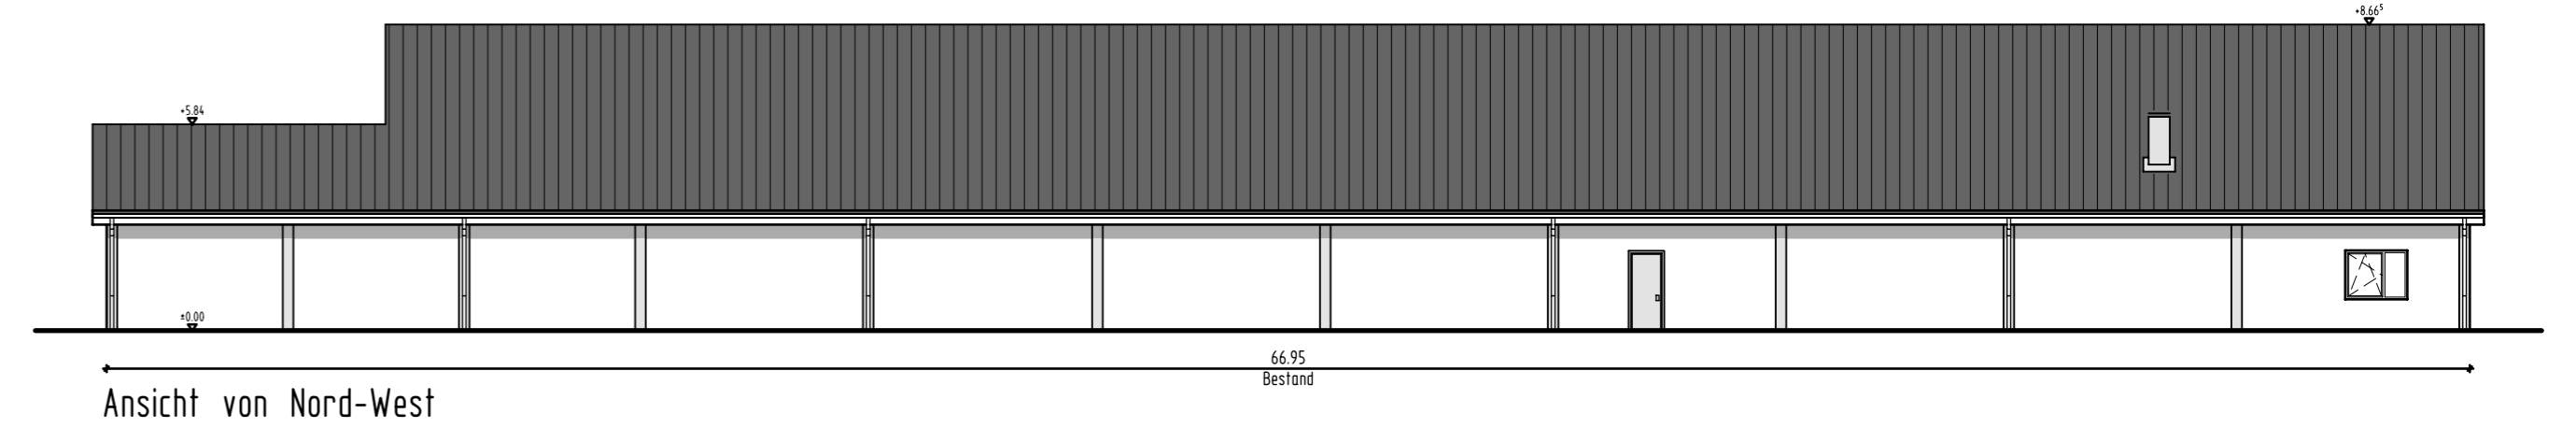 +8.66⁵
+5.84
±0.00
66.95
Bestand
Ansicht von Nord-West